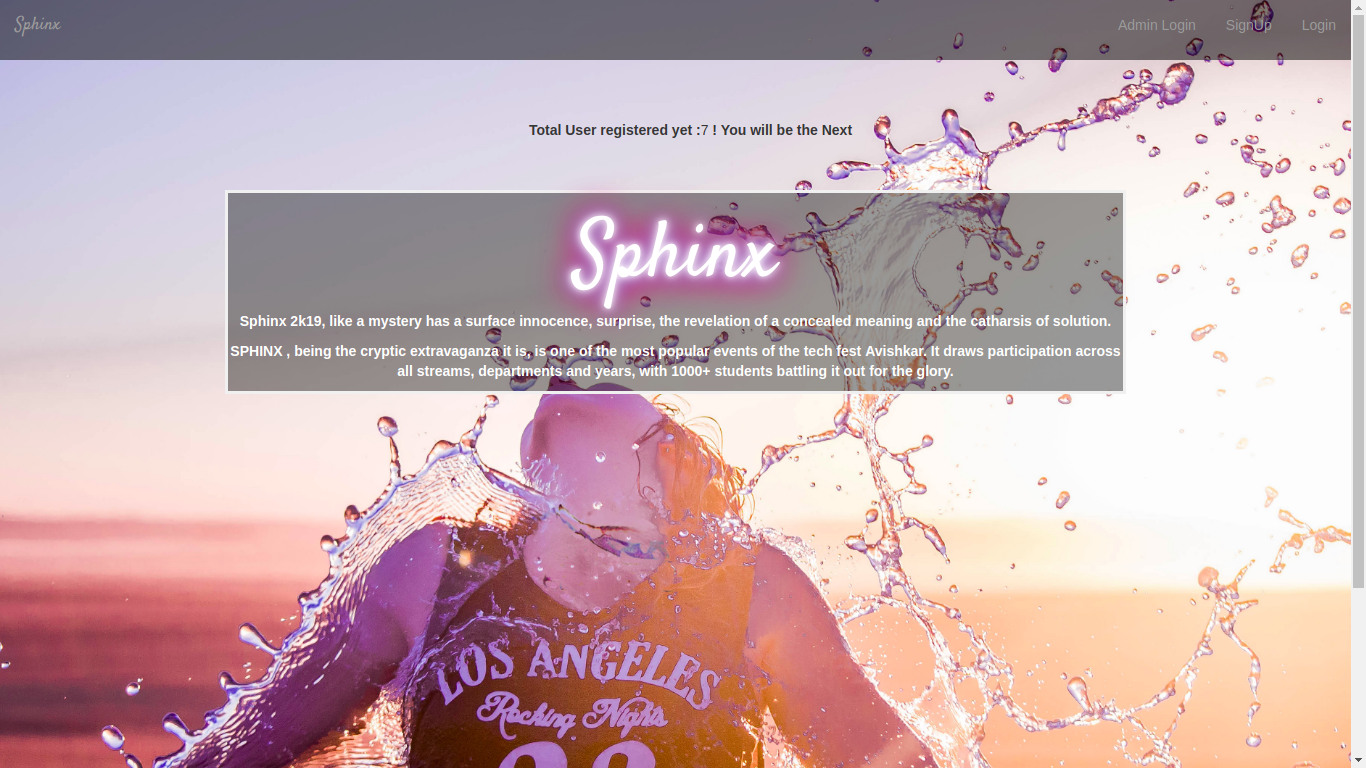 Sphinx
Admin Login
SignUp
Login
Total User registered yet :7 ! You will be the Next
Sphinx
Sphinx 2k19, like a mystery has a surface innocence, surprise, the revelation of a concealed meaning and the catharsis of solution.
SPHINX , being the cryptic extravaganza it is, is one of the most popular events of the tech fest Avishkar. It draws participation across
all streams, departments and years, with 1000+ students battling it out for the glory.
LOS ANGELES
Rocking Nights